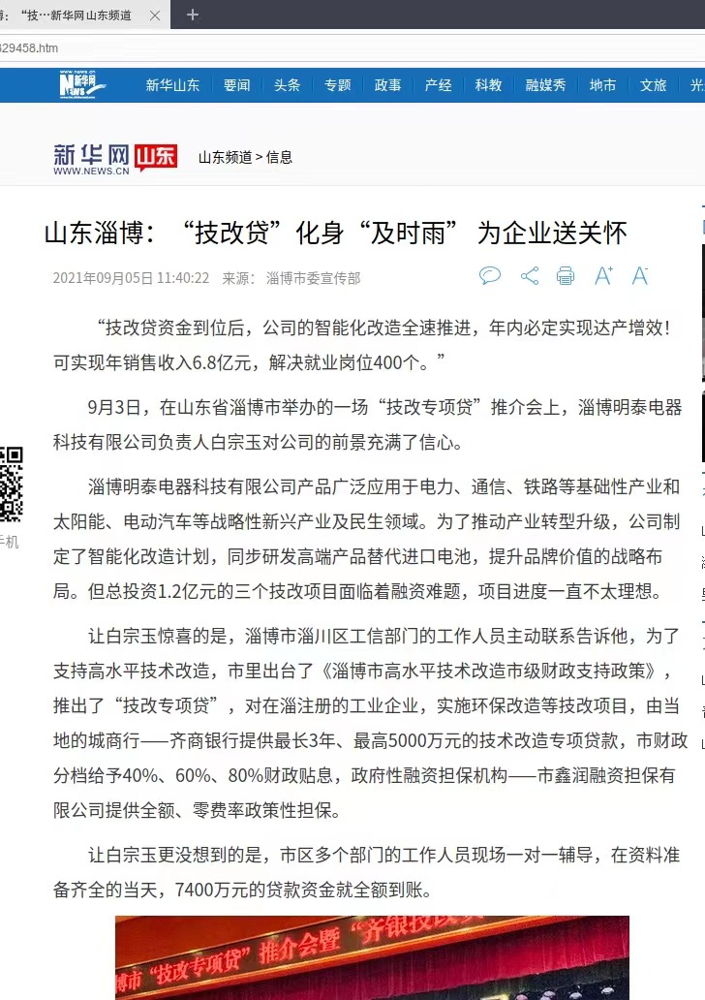 ：“技…新华网山东频道
829458.htm
www.news.cn
新华网
News
新华山东 要闻 头条 专题 政事 产经 科教 融媒秀 地市 文旅 光
新华网 山东
WWW.NEWS.CN
山东频道 > 信息
山东淄博：“技改贷”化身“及时雨” 为企业送关怀
2021年09月05日 11:40:22 来源： 淄博市委宣传部
“技改贷资金到位后，公司的智能化改造全速推进，年内必定实现达产增效！
可实现年销售收入6.8亿元，解决就业岗位400个。”
9月3日，在山东省淄博市举办的一场“技改专项贷”推介会上，淄博明泰电器
科技有限公司负责人白宗玉对公司的前景充满了信心。
淄博明泰电器科技有限公司产品广泛应用于电力、通信、铁路等基础性产业和
太阳能、电动汽车等战略性新兴产业及民生领域。为了推动产业转型升级，公司制
定了智能化改造计划，同步研发高端产品替代进口电池，提升品牌价值的战略布
局。但总投资1.2亿元的三个技改项目面临着融资难题，项目进度一直不太理想。
手机
让白宗玉惊喜的是，淄博市淄川区工信部门的工作人员主动联系告诉他，为了
支持高水平技术改造，市里出台了《淄博市高水平技术改造市级财政支持政策》，
推出了“技改专项贷”，对在淄注册的工业企业，实施环保改造等技改项目，由当
地的城商行——齐商银行提供最长3年、最高5000万元的技术改造专项贷款，市财政
分档给予40%、60%、80%财政贴息，政府性融资担保机构——市鑫润融资担保有
限公司提供全额、零费率政策性担保。
让白宗玉更没想到的是，市区多个部门的工作人员现场一对一辅导，在资料准
备齐全的当天，7400万元的贷款资金就全额到账。
博市“技改专项贷”推介会暨“齐银技改